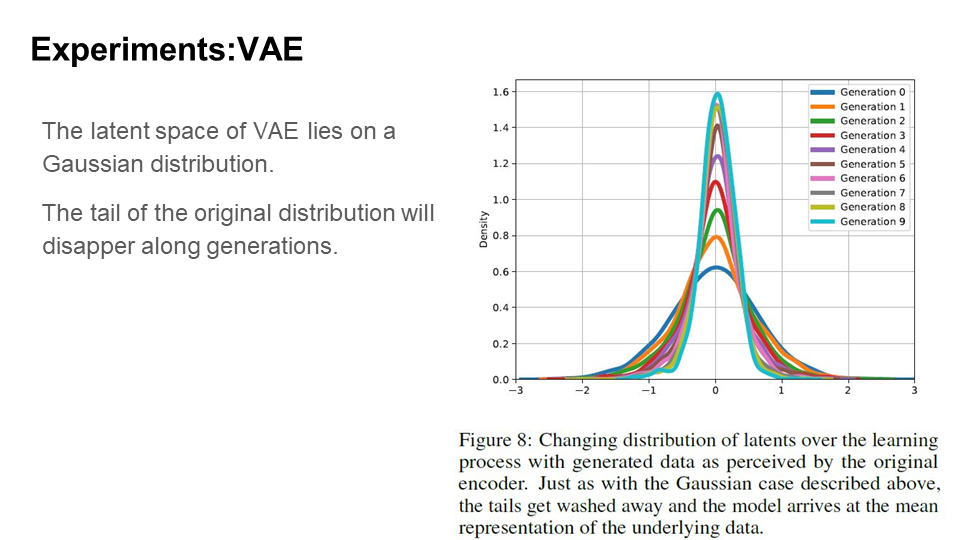 Experiments:VAE
The latent space of VAE lies on a
Gaussian distribution.
The tail of the original distribution will
disapper along generations.
1.6
1.4
1.2
1.0
0.8
0.6
0.4
0.2
0.0
Density
−3
−2
−1
0
1
2
3
Generation 0
Generation 1
Generation 2
Generation 3
Generation 4
Generation 5
Generation 6
Generation 7
Generation 8
Generation 9
Figure 8: Changing distribution of latents over the learning
process with generated data as perceived by the original
encoder. Just as with the Gaussian case described above,
the tails get washed away and the model arrives at the mean
representation of the underlying data.